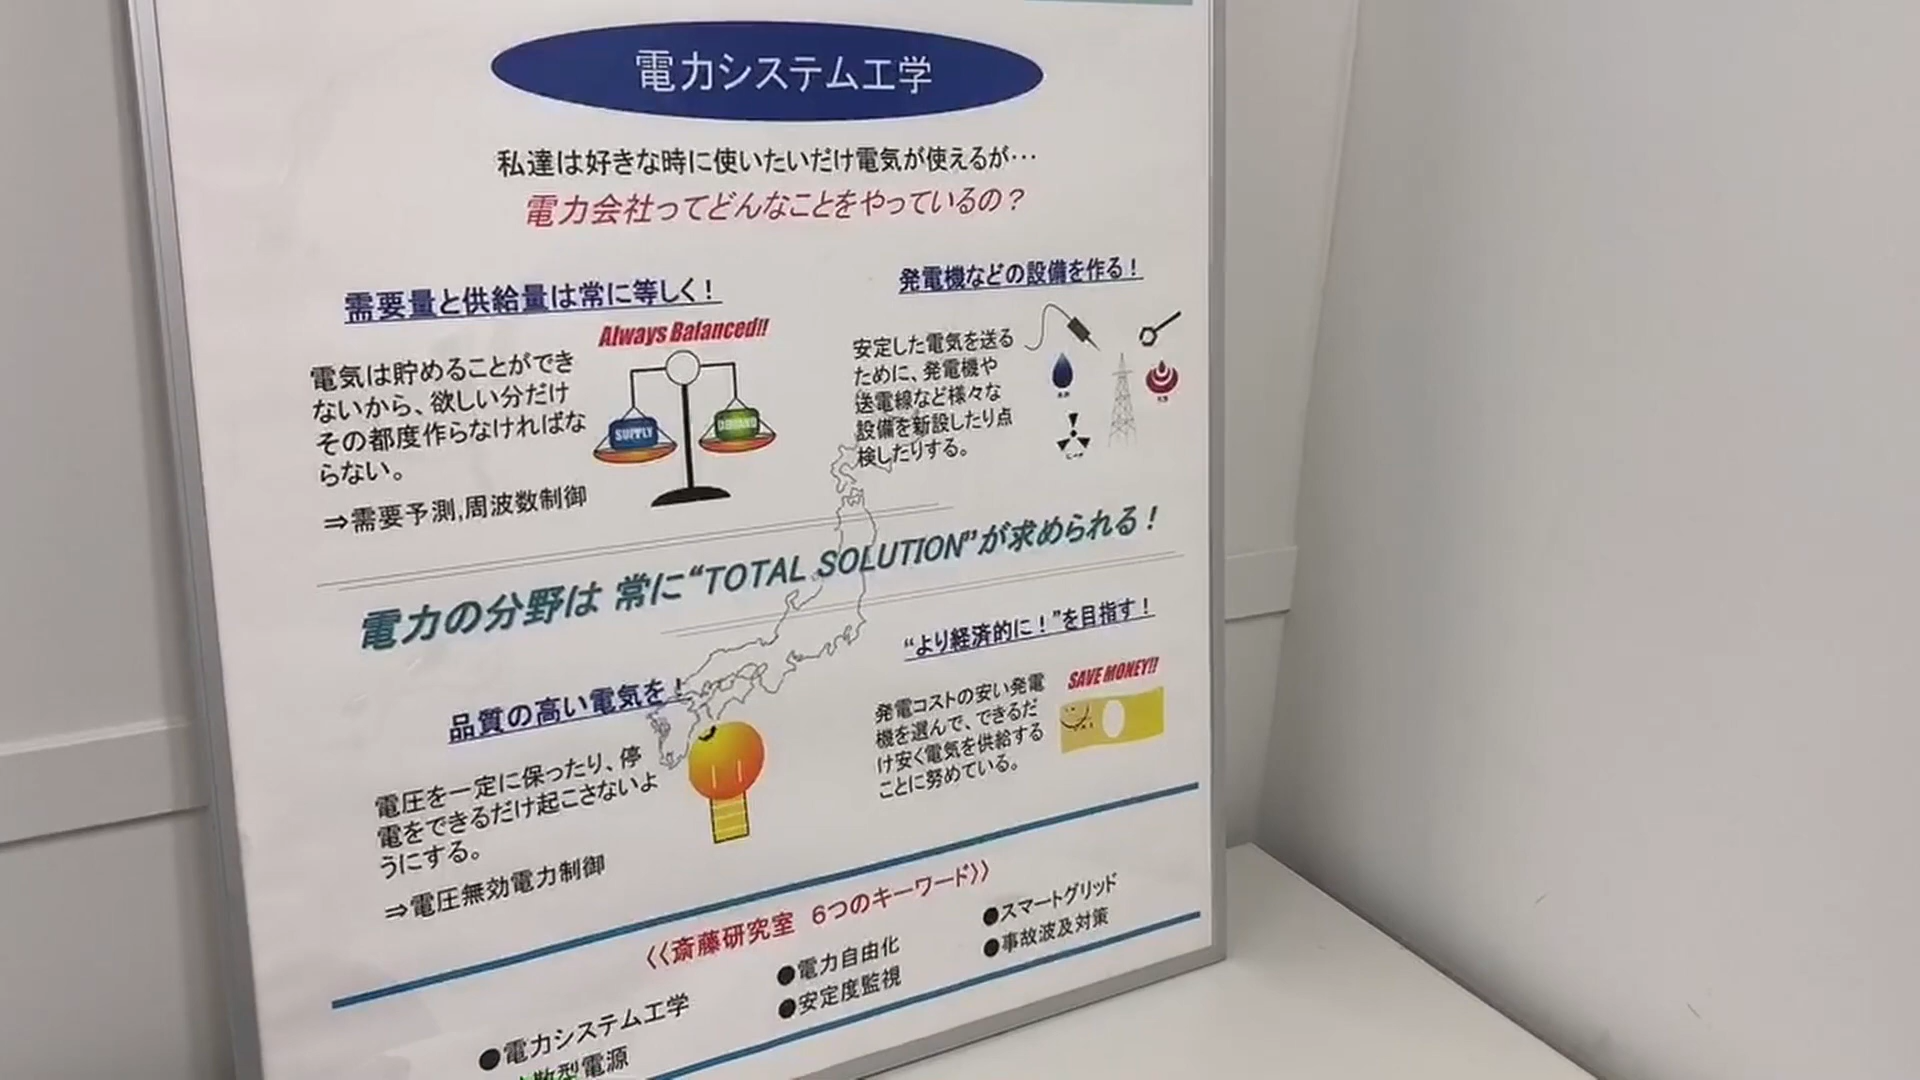 電力システム工学
私達は好きな時に使いたいだけ電気が使えるが…
電力会社ってどんなことをやっているの？
需要量と供給量は常に等しく！
Always Balanced!!
電気は貯めることができ
ないから、欲しい分だけ
その都度作らなければな
らない。
⇒需要予測,周波数制御
SUPPLY
DEMAND
発電機などの設備を作る！
安定した電気を送る
ために、発電機や
送電線など様々な
設備を新設したり点
検したりする。
電力の分野は 常に“TOTAL SOLUTION”が求められる！
品質の高い電気を！
電圧を一定に保ったり、停
電をできるだけ起こさないよ
うにする。
⇒電圧無効電力制御
“より経済的に！”を目指す！
SAVE MONEY!!
発電コストの安い発電
機を選んで、できるだ
け安く電気を供給する
ことに努めている。
《斎藤研究室 6つのキーワード》
●電力システム工学
散型電源
●電力自由化
●安定度監視
●スマートグリッド
●事故波及対策